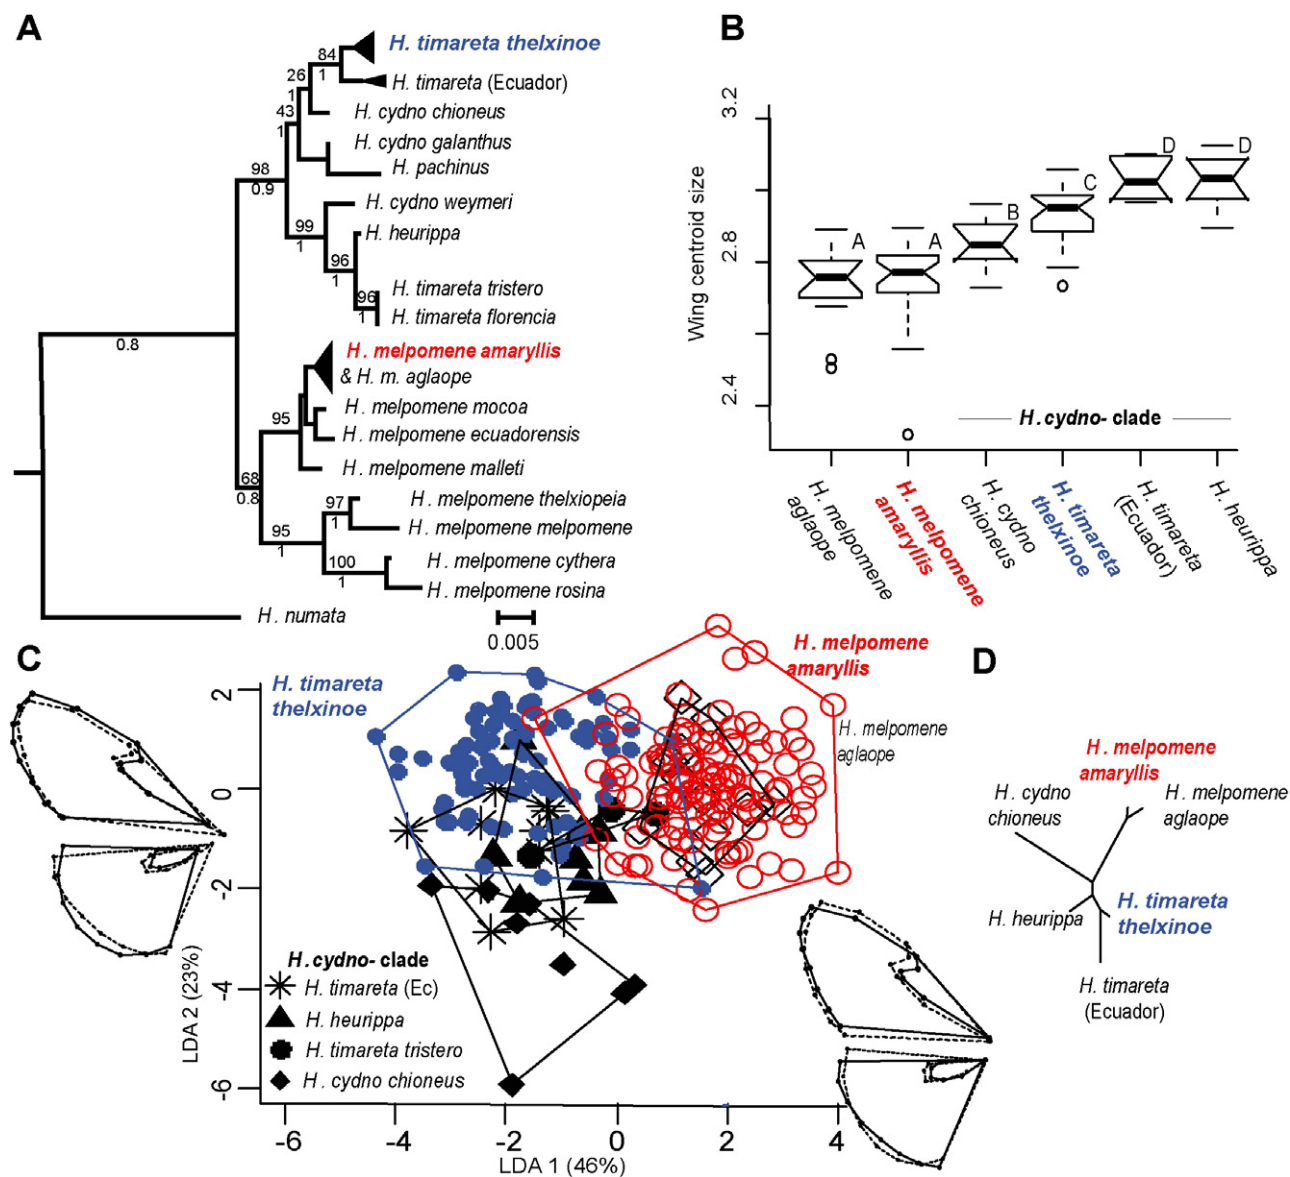 A
H. timareta thelxinoe
84
1
H. timareta (Ecuador)
26
1
H. cydno chioneus
43
1
H. cydno galanthus
H. pachinus
98
0.9
H. cydno weymeri
99
1
H. heurippa
96
1
H. timareta tristero
96
1
H. timareta florencia
0.8
H. melpomene amaryllis
& H. m. aglaope
H. melpomene mocoa
95
H. melpomene ecuadorensis
H. melpomene malleti
68
0.8
97
1
H. melpomene thelxiopeia
H. melpomene melpomene
95
1
100
1
H. melpomene cythera
H. melpomene rosina
H. numata
0.005
B
Wing centroid size
3.2
2.8
2.4
A
A
B
C
D
D
H.cydno- clade
H. melpomene
aglaope
H. melpomene
amaryllis
H. cydno
chioneus
H. timareta
thelxinoe
H. timareta
(Ecuador)
H. heurippa
C
H. timareta
thelxinoe
H. melpomene
amaryllis
H. melpomene
aglaope
2
0
-2
-4
-6
LDA 2 (23%)
H.cydno- clade
H. timareta (Ec)
H. heurippa
H. timareta tristero
H. cydno chioneus
-6
-4
-2
0
2
4
LDA 1 (46%)
D
H. melpomene
amaryllis
H. cydno
chioneus
H. melpomene
aglaope
H. heurippa
H. timareta
thelxinoe
H. timareta
(Ecuador)